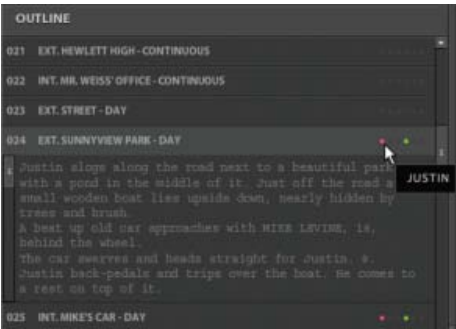 OUTLINE
021 EXT. HEWLETT HIGH - CONTINUOUS
022 INT. MR. WEISS' OFFICE - CONTINUOUS
023 EXT. STREET - DAY
024 EXT. SUNNYVIEW PARK - DAY
JUSTIN
Justin slogs along the road next to a beautiful park
with a pond in the middle of it. Just off the road a
small wooden boat lies upside down, nearly hidden by
trees and brush.
A beat up old car approaches with MIKE LEVINE, 18,
behind the wheel.
The car swerves and heads straight for Justin.
Justin back-pedals and trips over the boat. He comes to
a rest on top of it.
025 INT. MIKE'S CAR - DAY